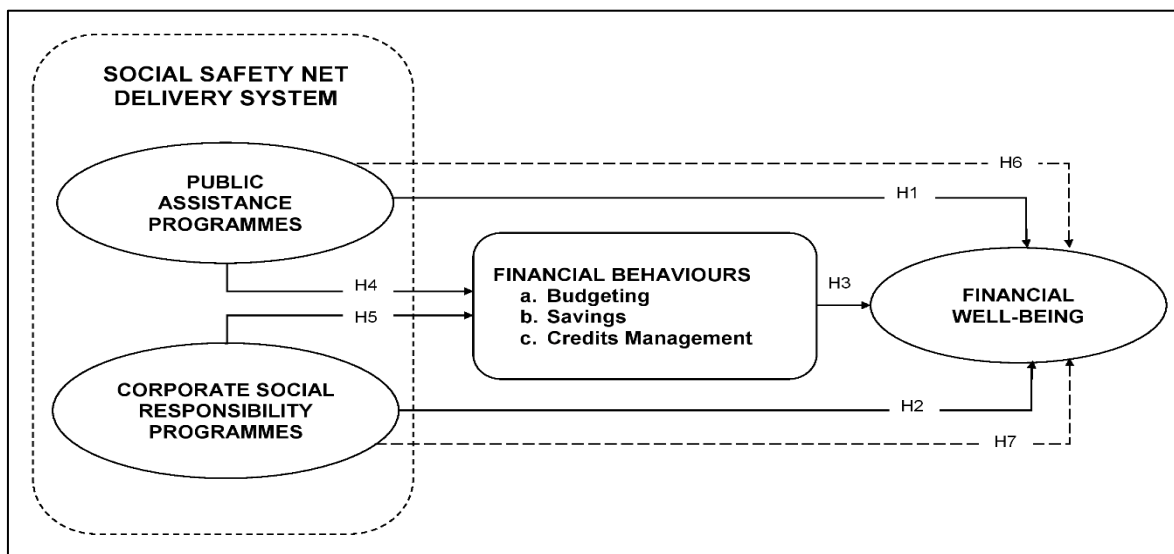 SOCIAL SAFETY NET
DELIVERY SYSTEM
PUBLIC
ASSISTANCE
PROGRAMMES
H6
H1
H4
H5
FINANCIAL BEHAVIOURS
a. Budgeting
b. Savings
c. Credits Management
H3
FINANCIAL
WELL-BEING
CORPORATE SOCIAL
RESPONSIBILITY
PROGRAMMES
H2
H7